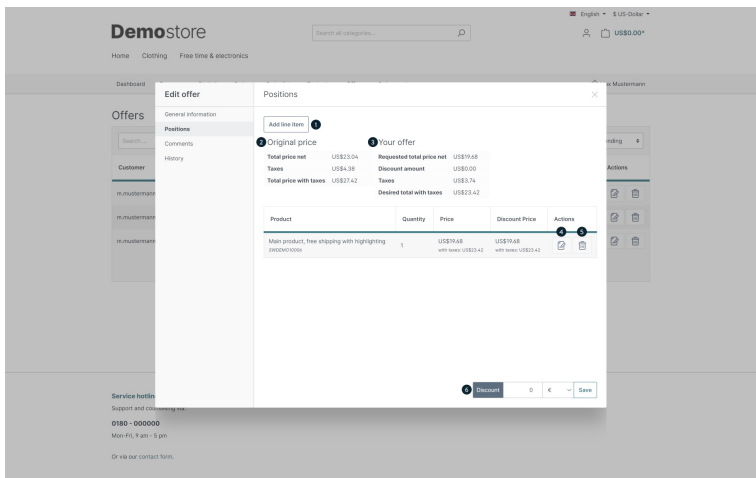 English
$ US-Dollar
Demostore
Search all categories...
US$0.00*
Home Clothing Free time & electronics
Dashboard
Mustermann
Edit offer
Positions
Offers
General information
Positions
Comments
History
Search...
Customer
m.mustermann
m.mustermann
m.mustermann
Actions
Add line item 1
2 Original price
Total price net US$23.04
Taxes US$4.38
Total price with taxes US$27.42
3 Your offer
Requested total price net US$19.68
Discount amount US$0.00
Taxes US$3.74
Desired total with taxes US$23.42
Product Quantity Price Discount Price Actions
4 5
Main product, free shipping with highlighting 1 US$19.68 US$19.68
SWDEMO10006 with taxes: US$23.42 with taxes: US$23.42
6 Discount 0 € Save
Service hotlin
Support and counselling via:
0180 - 000000
Mon-Fri, 9 am - 5 pm
Or via our contact form.